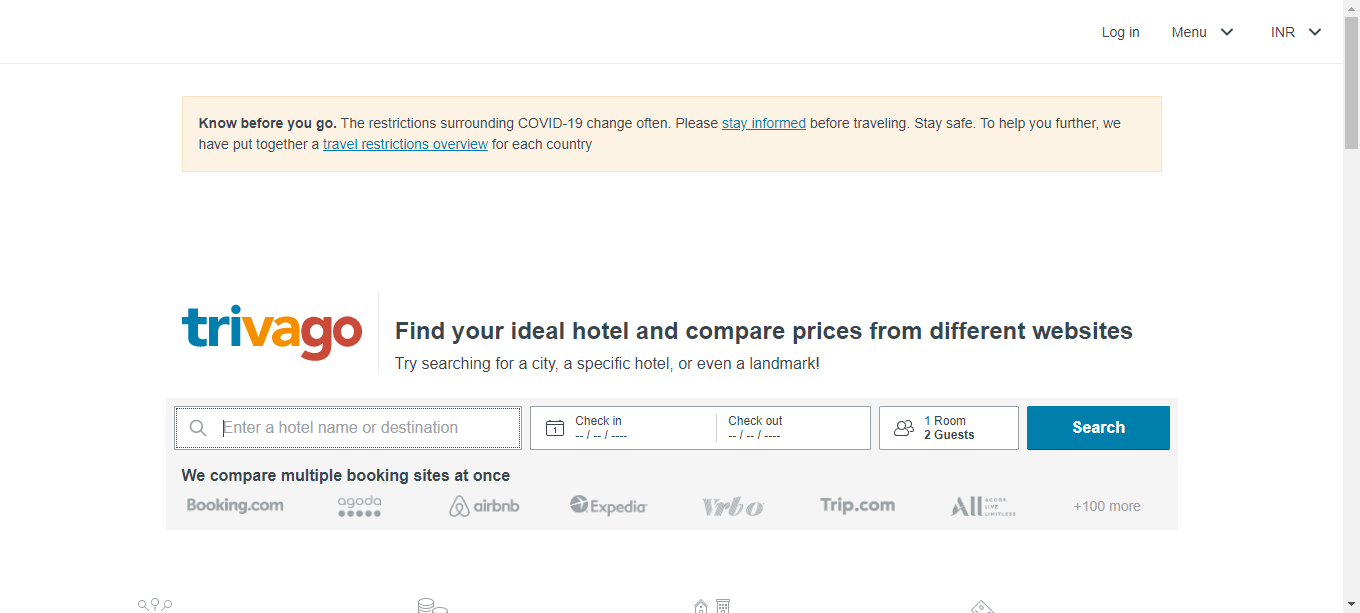 Log in
Menu
INR
Know before you go. The restrictions surrounding COVID-19 change often. Please stay informed before traveling. Stay safe. To help you further, we
have put together a travel restrictions overview for each country
trivago
Find your ideal hotel and compare prices from different websites
Try searching for a city, a specific hotel, or even a landmark!
Enter a hotel name or destination
1
Check in
-- / -- / ----
Check out
-- / -- / ----
1 Room
2 Guests
Search
We compare multiple booking sites at once
Booking.com
agoda
airbnb
Expedia
Vrbo
Trip.com
ALL
ACCOR
LIVE
LIMITLESS
+100 more